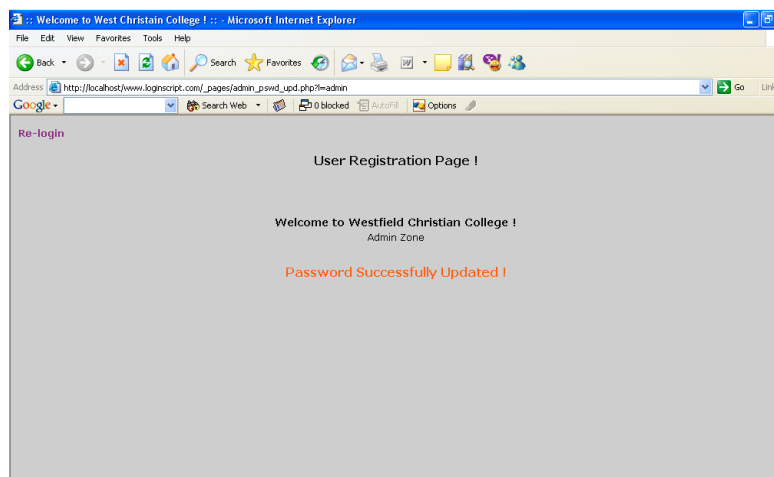 :: Welcome to West Christain College ! :: - Microsoft Internet Explorer
File Edit View Favorites Tools Help
Back Search Favorites
Address http://localhost/www.loginscript.com/_pages/admin_pswd_upd.php?l=admin Go Link
Google Search Web 0 blocked AutoFill Options
Re-login
User Registration Page !
Welcome to Westfield Christian College !
Admin Zone
Password Successfully Updated !